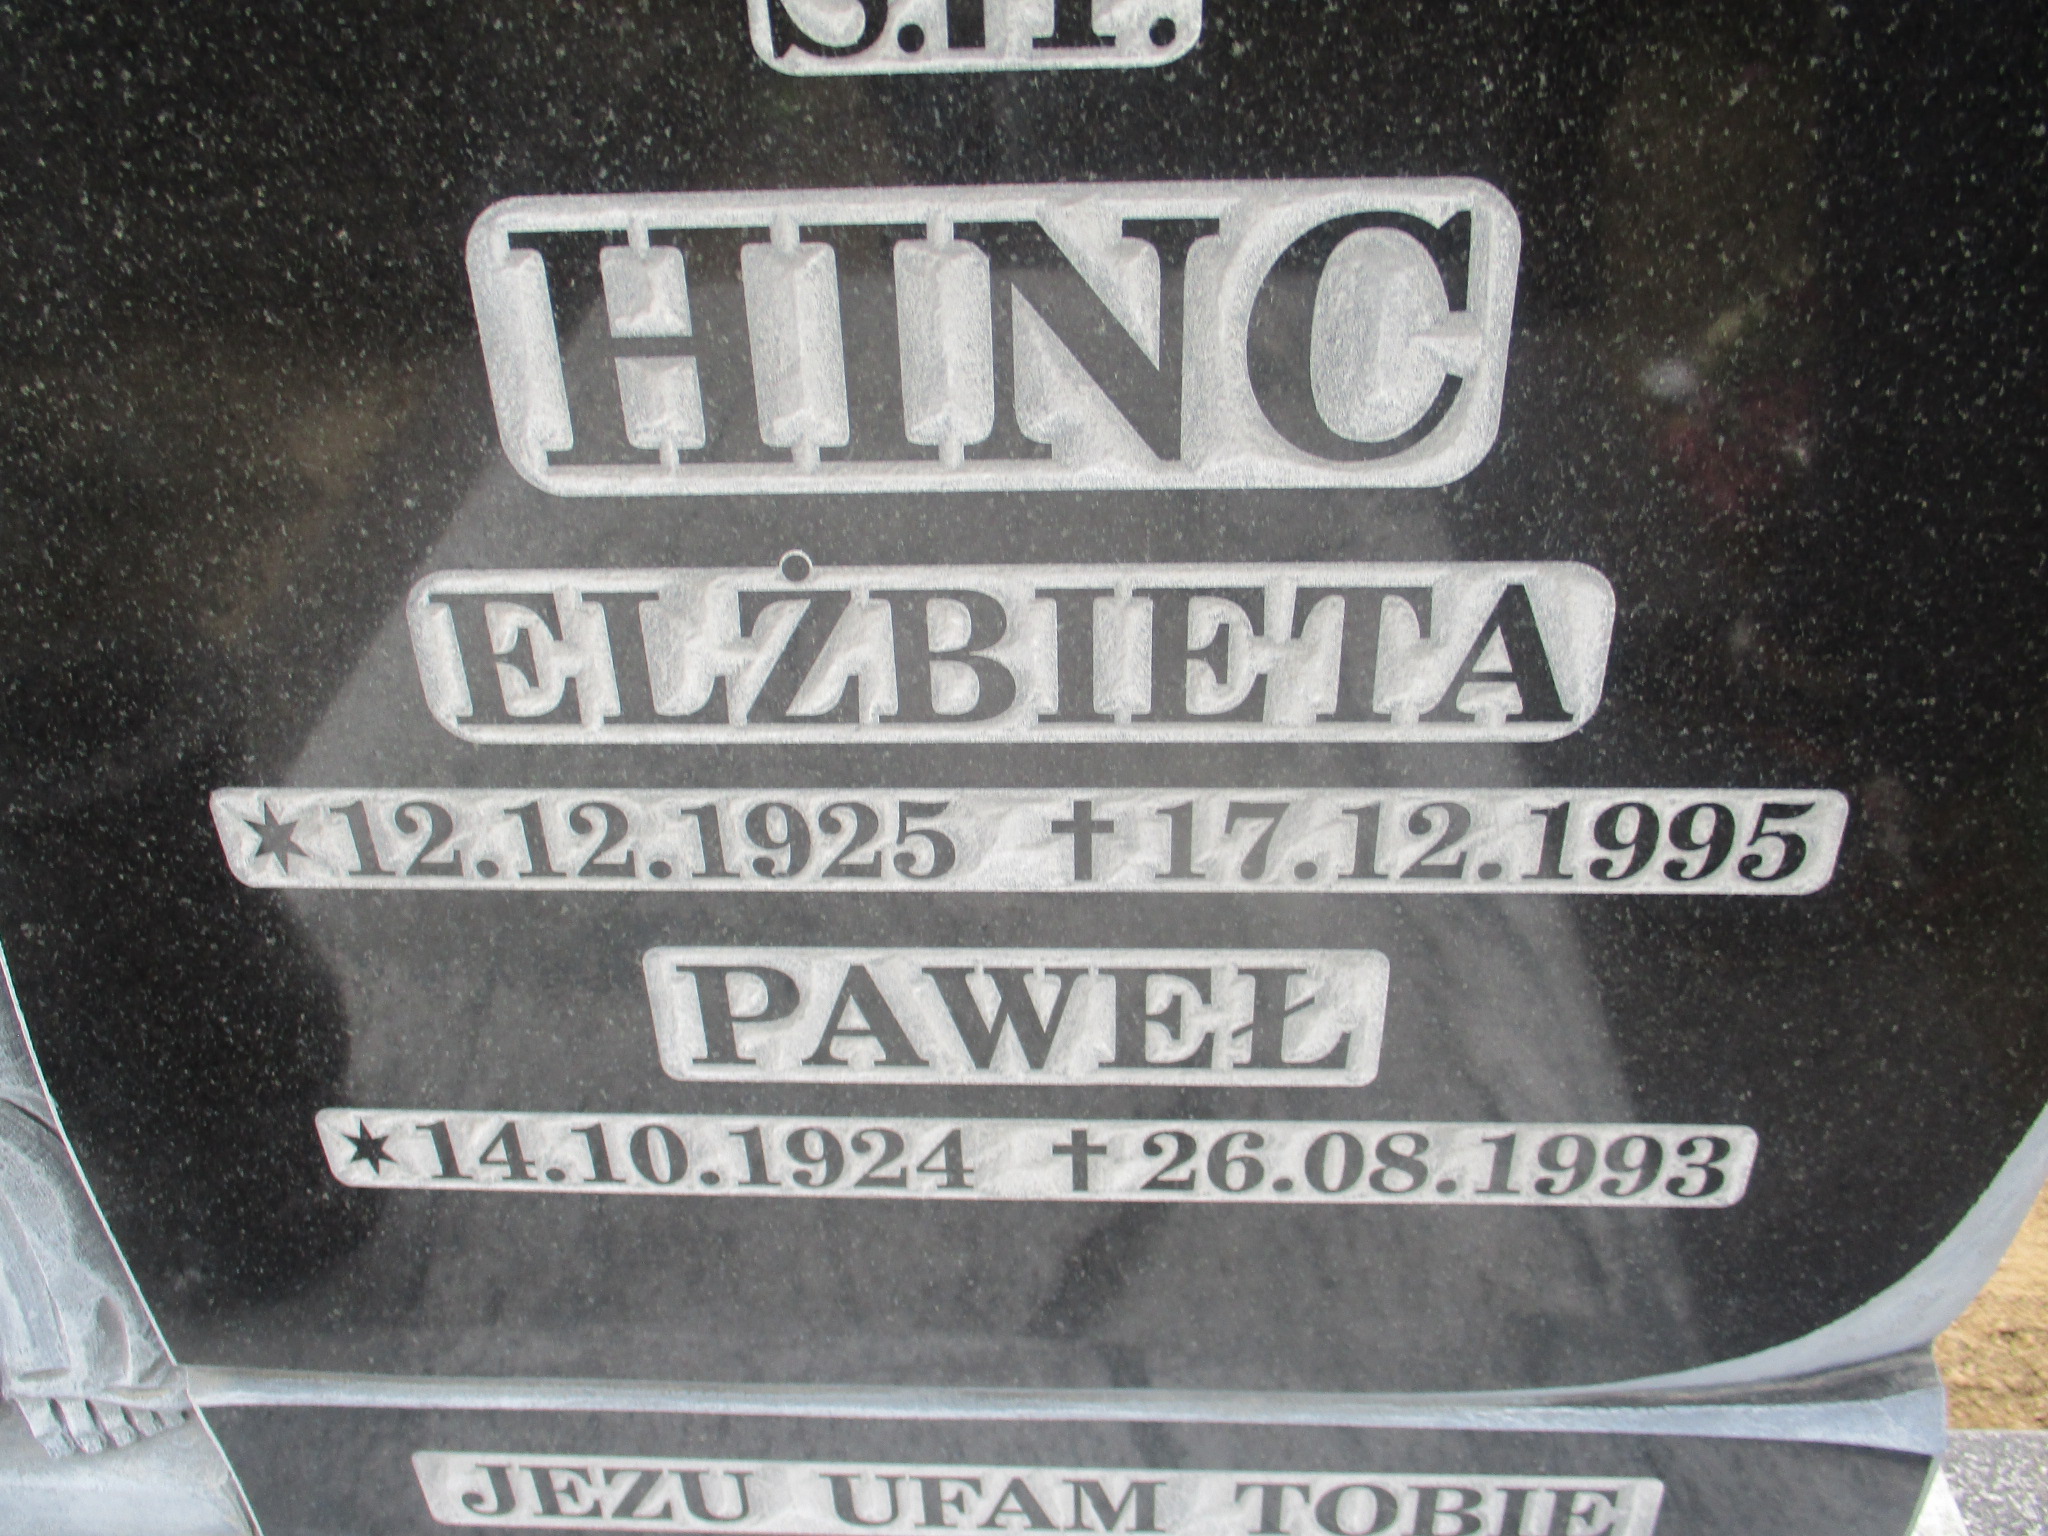 Ś.†P.
HINC
ELŻBIETA
✶12.12.1925 †17.12.1995
PAWEŁ
✶14.10.1924 †26.08.1993
JEZU UFAM TOBIE